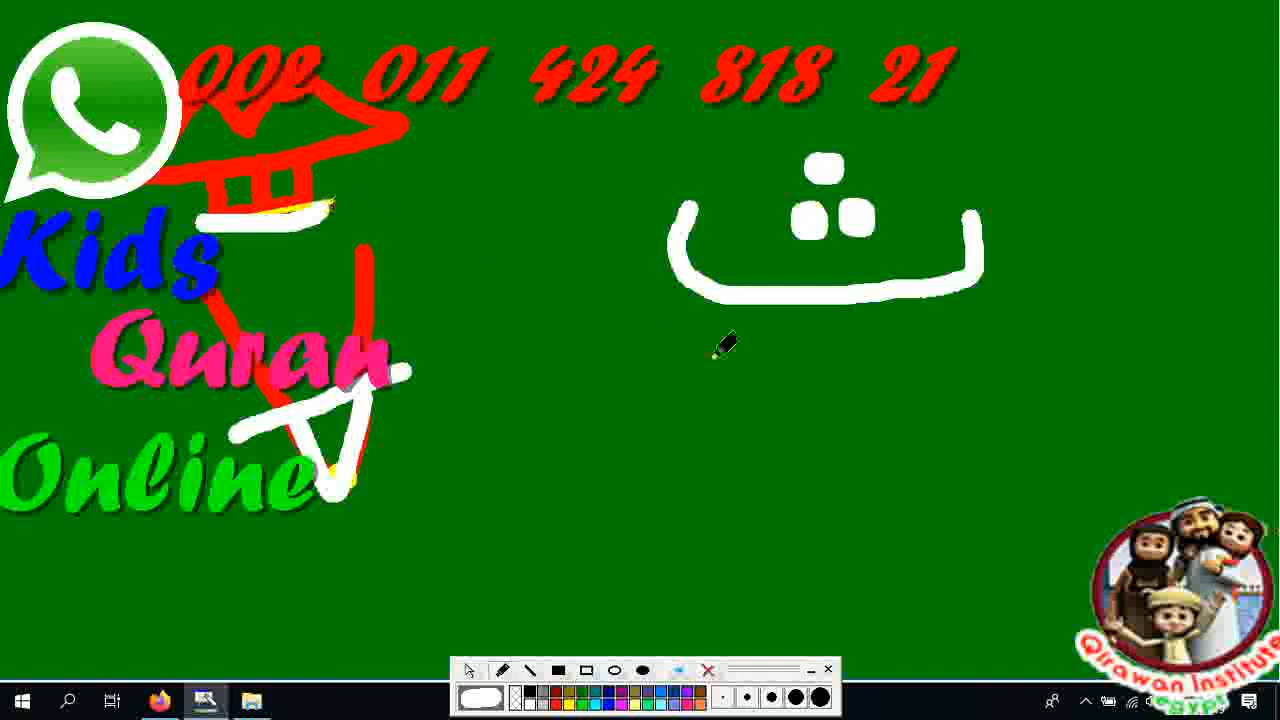 002 011 424 818 21
ث
Kids
Quran
Online
Qirawan Institute
egypt